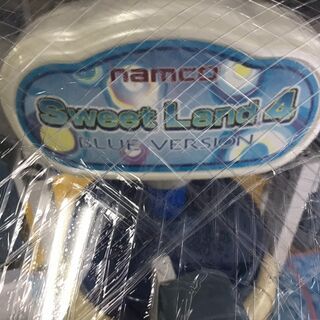 namco
Sweet Land 4
BLUE VERSION